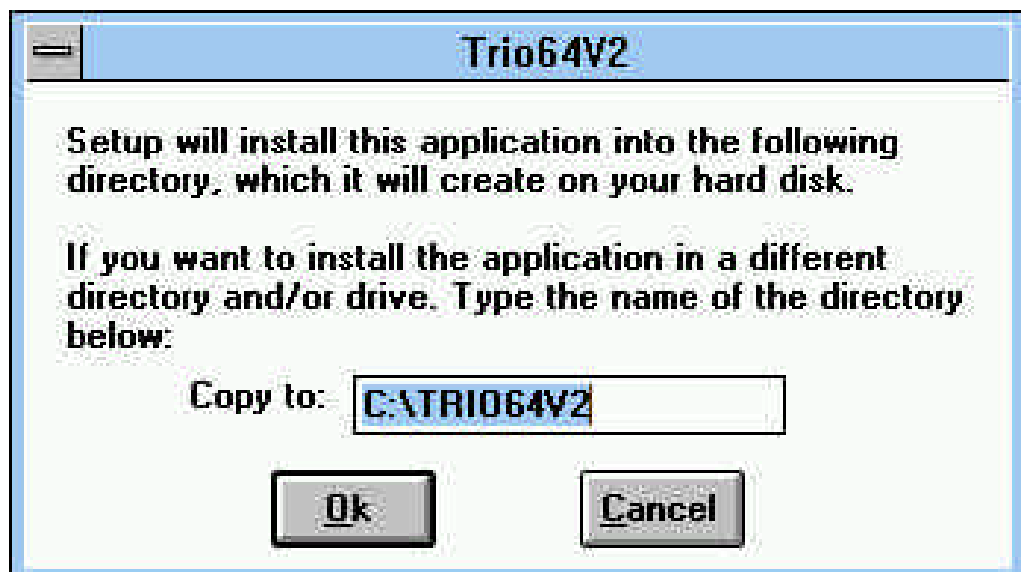 Trio64V2
Setup will install this application into the following
directory, which it will create on your hard disk.
If you want to install the application in a different
directory and/or drive. Type the name of the directory
below:
Copy to: C:\TRIO64V2
Ok Cancel